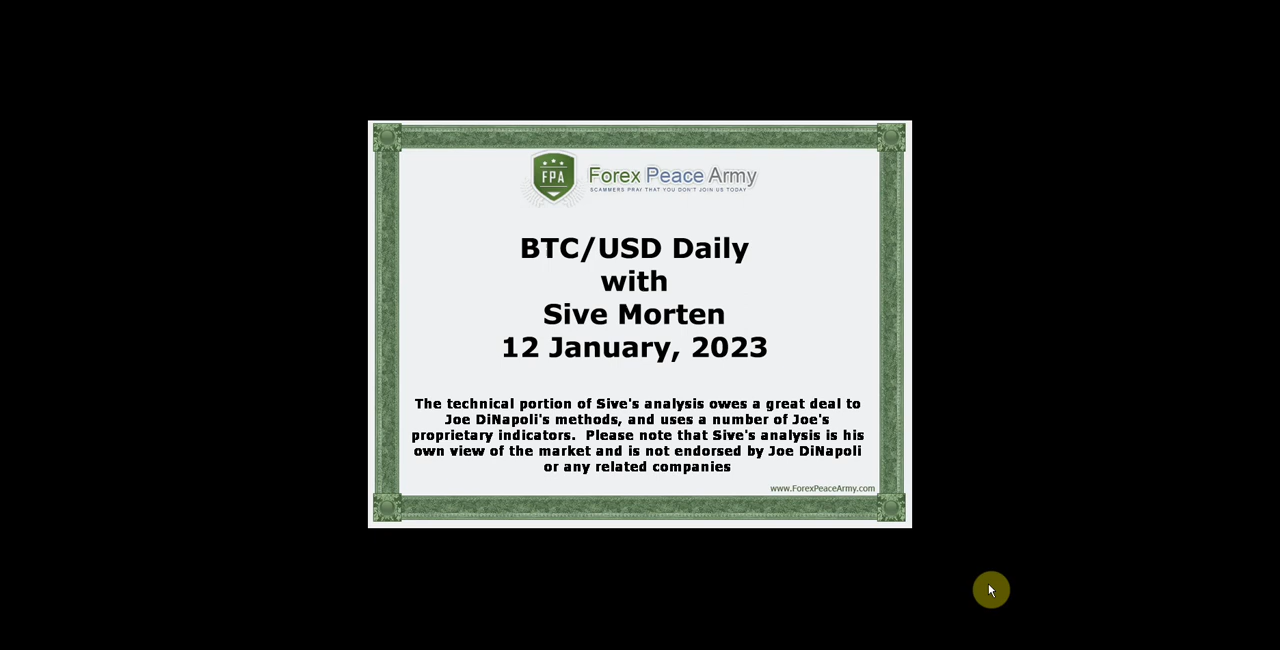 FPA
Forex Peace Army
SCAMMERS PRAY THAT YOU DON'T JOIN US TODAY
BTC/USD Daily
with
Sive Morten
12 January, 2023
The technical portion of Sive's analysis owes a great deal to
Joe DiNapoli's methods, and uses a number of Joe's
proprietary indicators. Please note that Sive's analysis is his
own view of the market and is not endorsed by Joe DiNapoli
or any related companies
www.ForexPeaceArmy.com